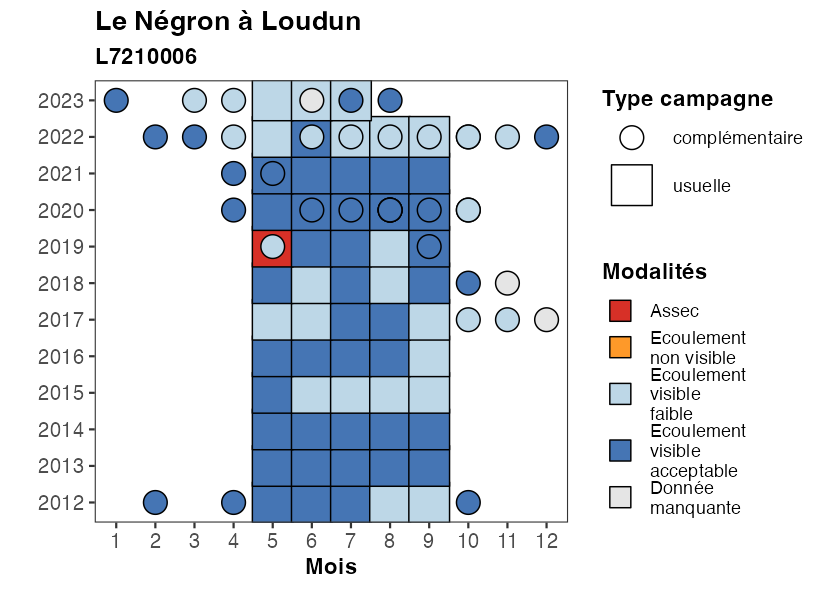 Le Négron à Loudun
L7210006
2023
2022
2021
2020
2019
2018
2017
2016
2015
2014
2013
2012
1 2 3 4 5 6 7 8 9 10 11 12
Mois
Type campagne
complémentaire
usuelle
Modalités
Assec
Ecoulement
non visible
Ecoulement
visible
faible
Ecoulement
visible
acceptable
Donnée
manquante